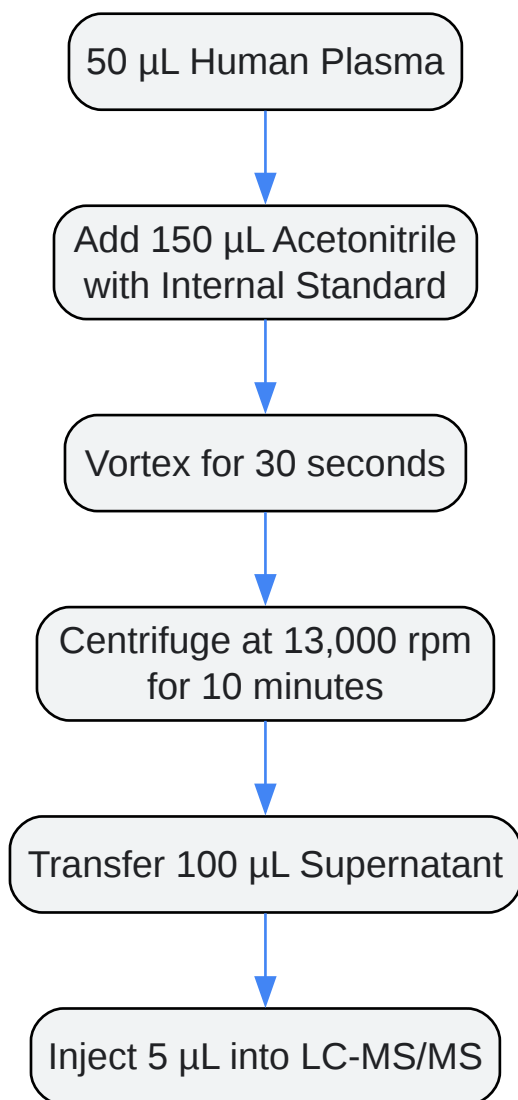 50 µL Human Plasma
Add 150 µL Acetonitrile
with Internal Standard
Vortex for 30 seconds
Centrifuge at 13,000 rpm
for 10 minutes
Transfer 100 µL Supernatant
Inject 5 µL into LC-MS/MS